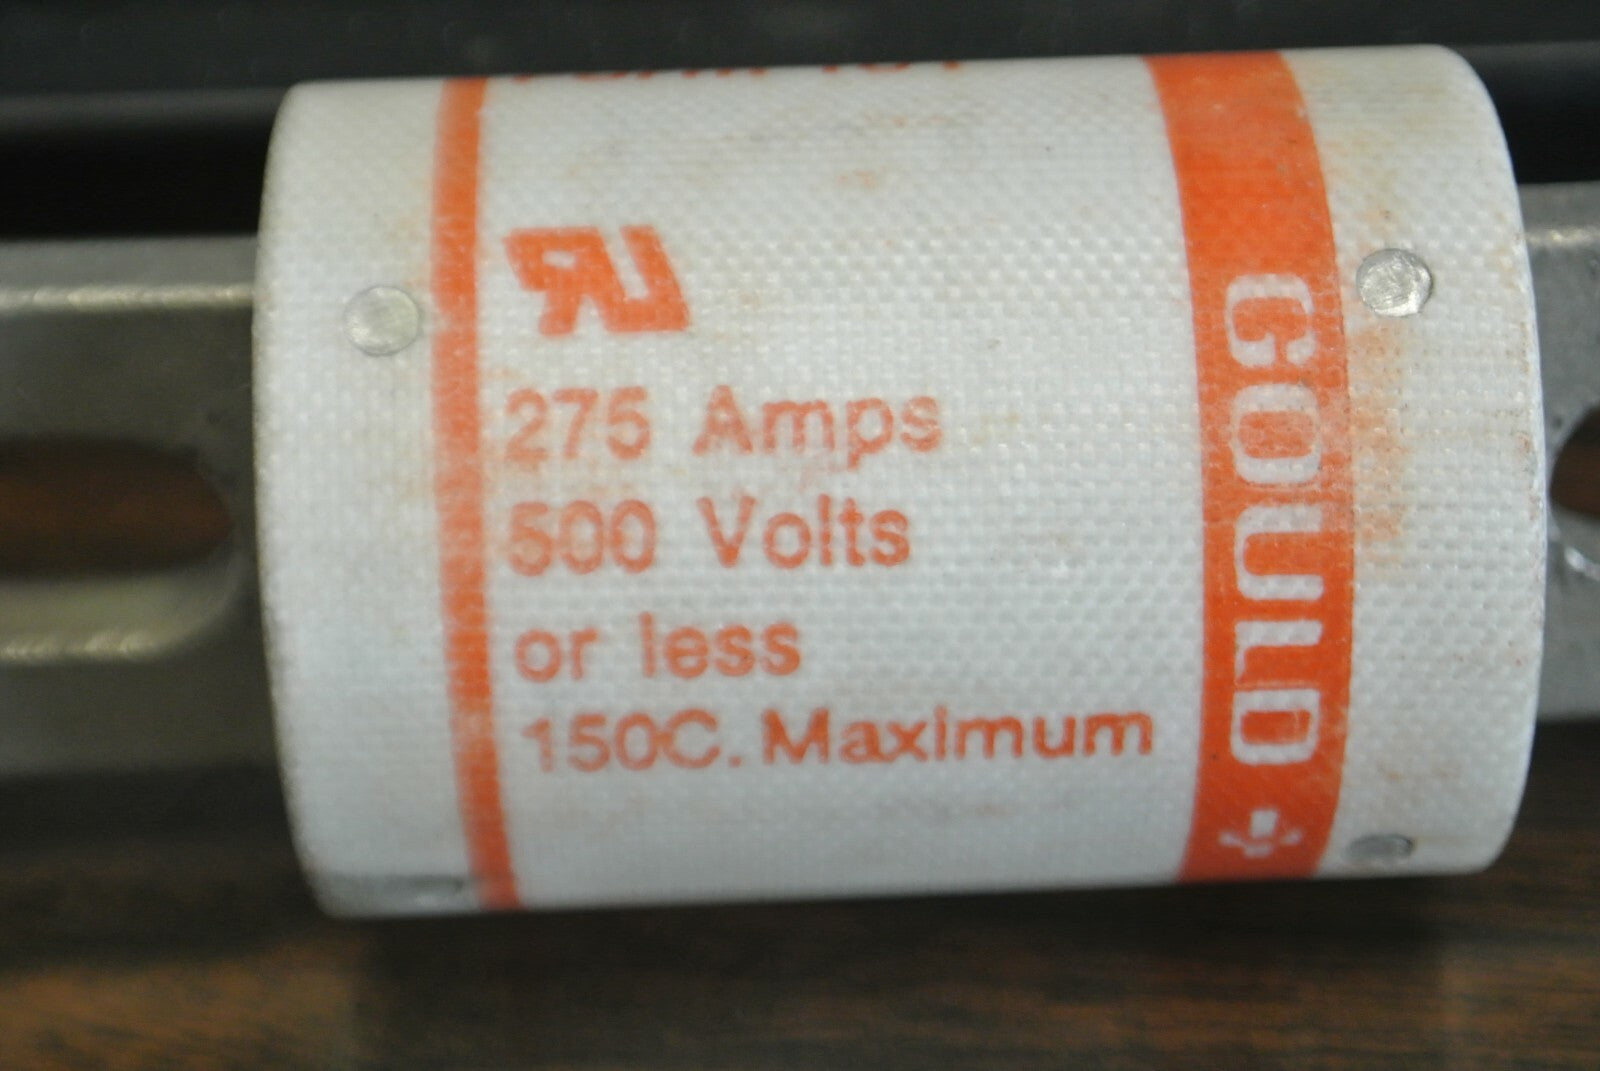 275 Amps
500 Volts
or less
150C. Maximum
GOULD